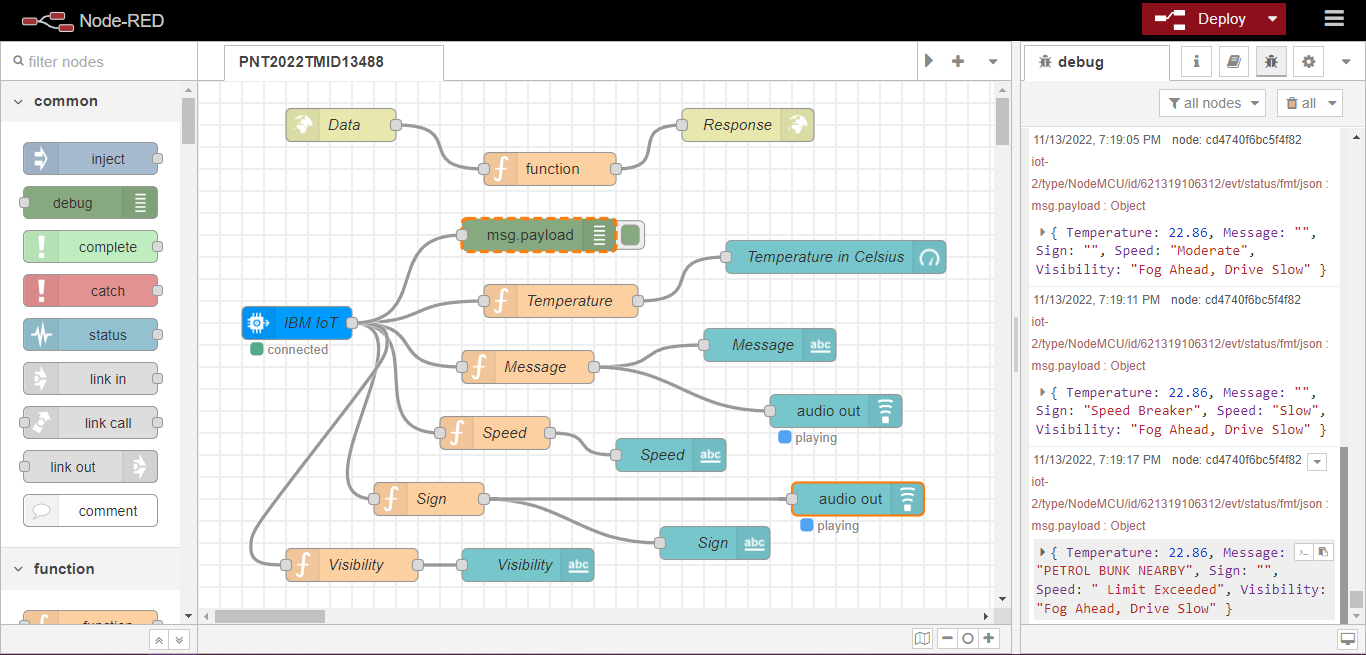 Node-RED
Deploy
filter nodes
PNT2022TMID13488
debug
i
all nodes
all
common
inject
debug
complete
catch
status
link in
link call
link out
comment
function
function
Data
Response
function
msg.payload
Temperature in Celsius
Temperature
IBM IoT
connected
Message
Message
abc
audio out
playing
Speed
Speed
abc
Sign
audio out
playing
Sign
abc
Visibility
Visibility
abc
11/13/2022, 7:19:05 PM node: cd4740f6bc5f4f82
iot-
2/type/NodeMCU/id/621319106312/evt/status/fmt/json :
msg.payload : Object
{ Temperature: 22.86, Message: "",
Sign: "", Speed: "Moderate",
Visibility: "Fog Ahead, Drive Slow" }
11/13/2022, 7:19:11 PM node: cd4740f6bc5f4f82
iot-
2/type/NodeMCU/id/621319106312/evt/status/fmt/json :
msg.payload : Object
{ Temperature: 22.86, Message: "",
Sign: "Speed Breaker", Speed: "Slow",
Visibility: "Fog Ahead, Drive Slow" }
11/13/2022, 7:19:17 PM node: cd4740f6bc5f4f82
iot-
2/type/NodeMCU/id/621319106312/evt/status/fmt/json :
msg.payload : Object
{ Temperature: 22.86, Message:
"PETROL BUNK NEARBY", Sign: "",
Speed: " Limit Exceeded", Visibility:
"Fog Ahead, Drive Slow" }